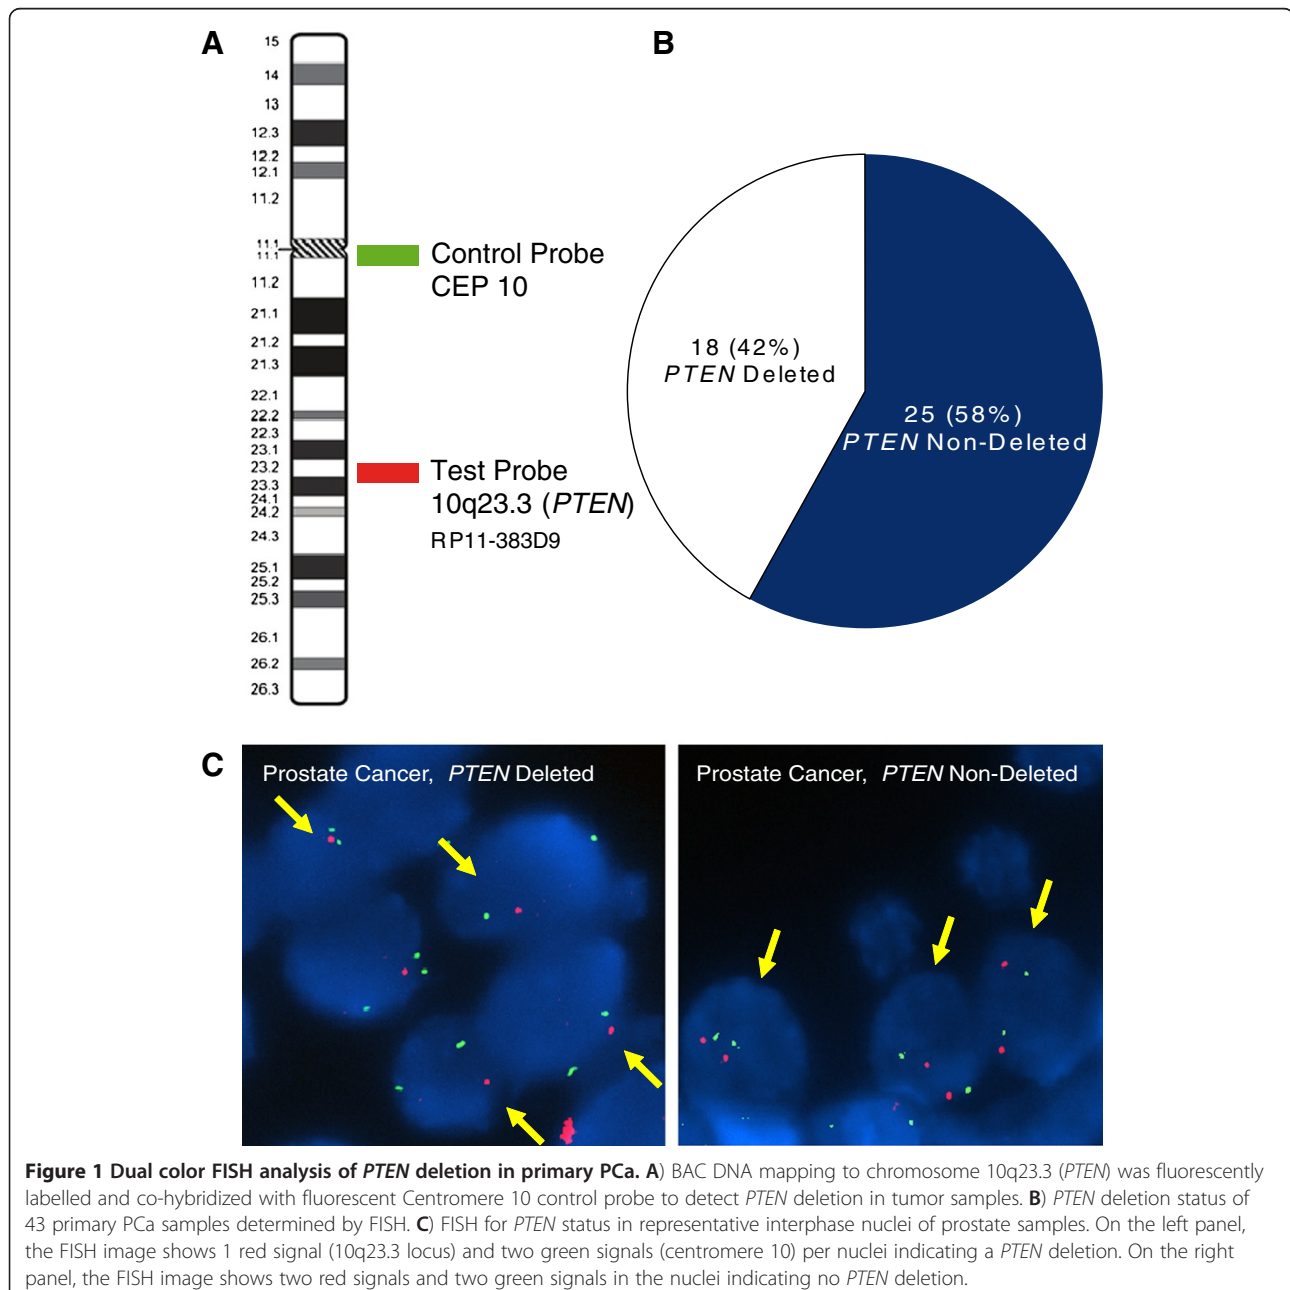 A
15
14
13
12.3
12.2
12.1
11.2
11.1
11.1
11.2
21.1
21.2
21.3
22.1
22.2
22.3
23.1
23.2
23.3
24.1
24.2
24.3
25.1
25.2
25.3
26.1
26.2
26.3
Control Probe
CEP 10
Test Probe
10q23.3 (PTEN)
RP11-383D9
B
18 (42%)
PTEN Deleted
25 (58%)
PTEN Non-Deleted
C
Prostate Cancer, PTEN Deleted
Prostate Cancer, PTEN Non-Deleted
Figure 1 Dual color FISH analysis of PTEN deletion in primary PCa. A) BAC DNA mapping to chromosome 10q23.3 (PTEN) was fluorescently
labelled and co-hybridized with fluorescent Centromere 10 control probe to detect PTEN deletion in tumor samples. B) PTEN deletion status of
43 primary PCa samples determined by FISH. C) FISH for PTEN status in representative interphase nuclei of prostate samples. On the left panel,
the FISH image shows 1 red signal (10q23.3 locus) and two green signals (centromere 10) per nuclei indicating a PTEN deletion. On the right
panel, the FISH image shows two red signals and two green signals in the nuclei indicating no PTEN deletion.